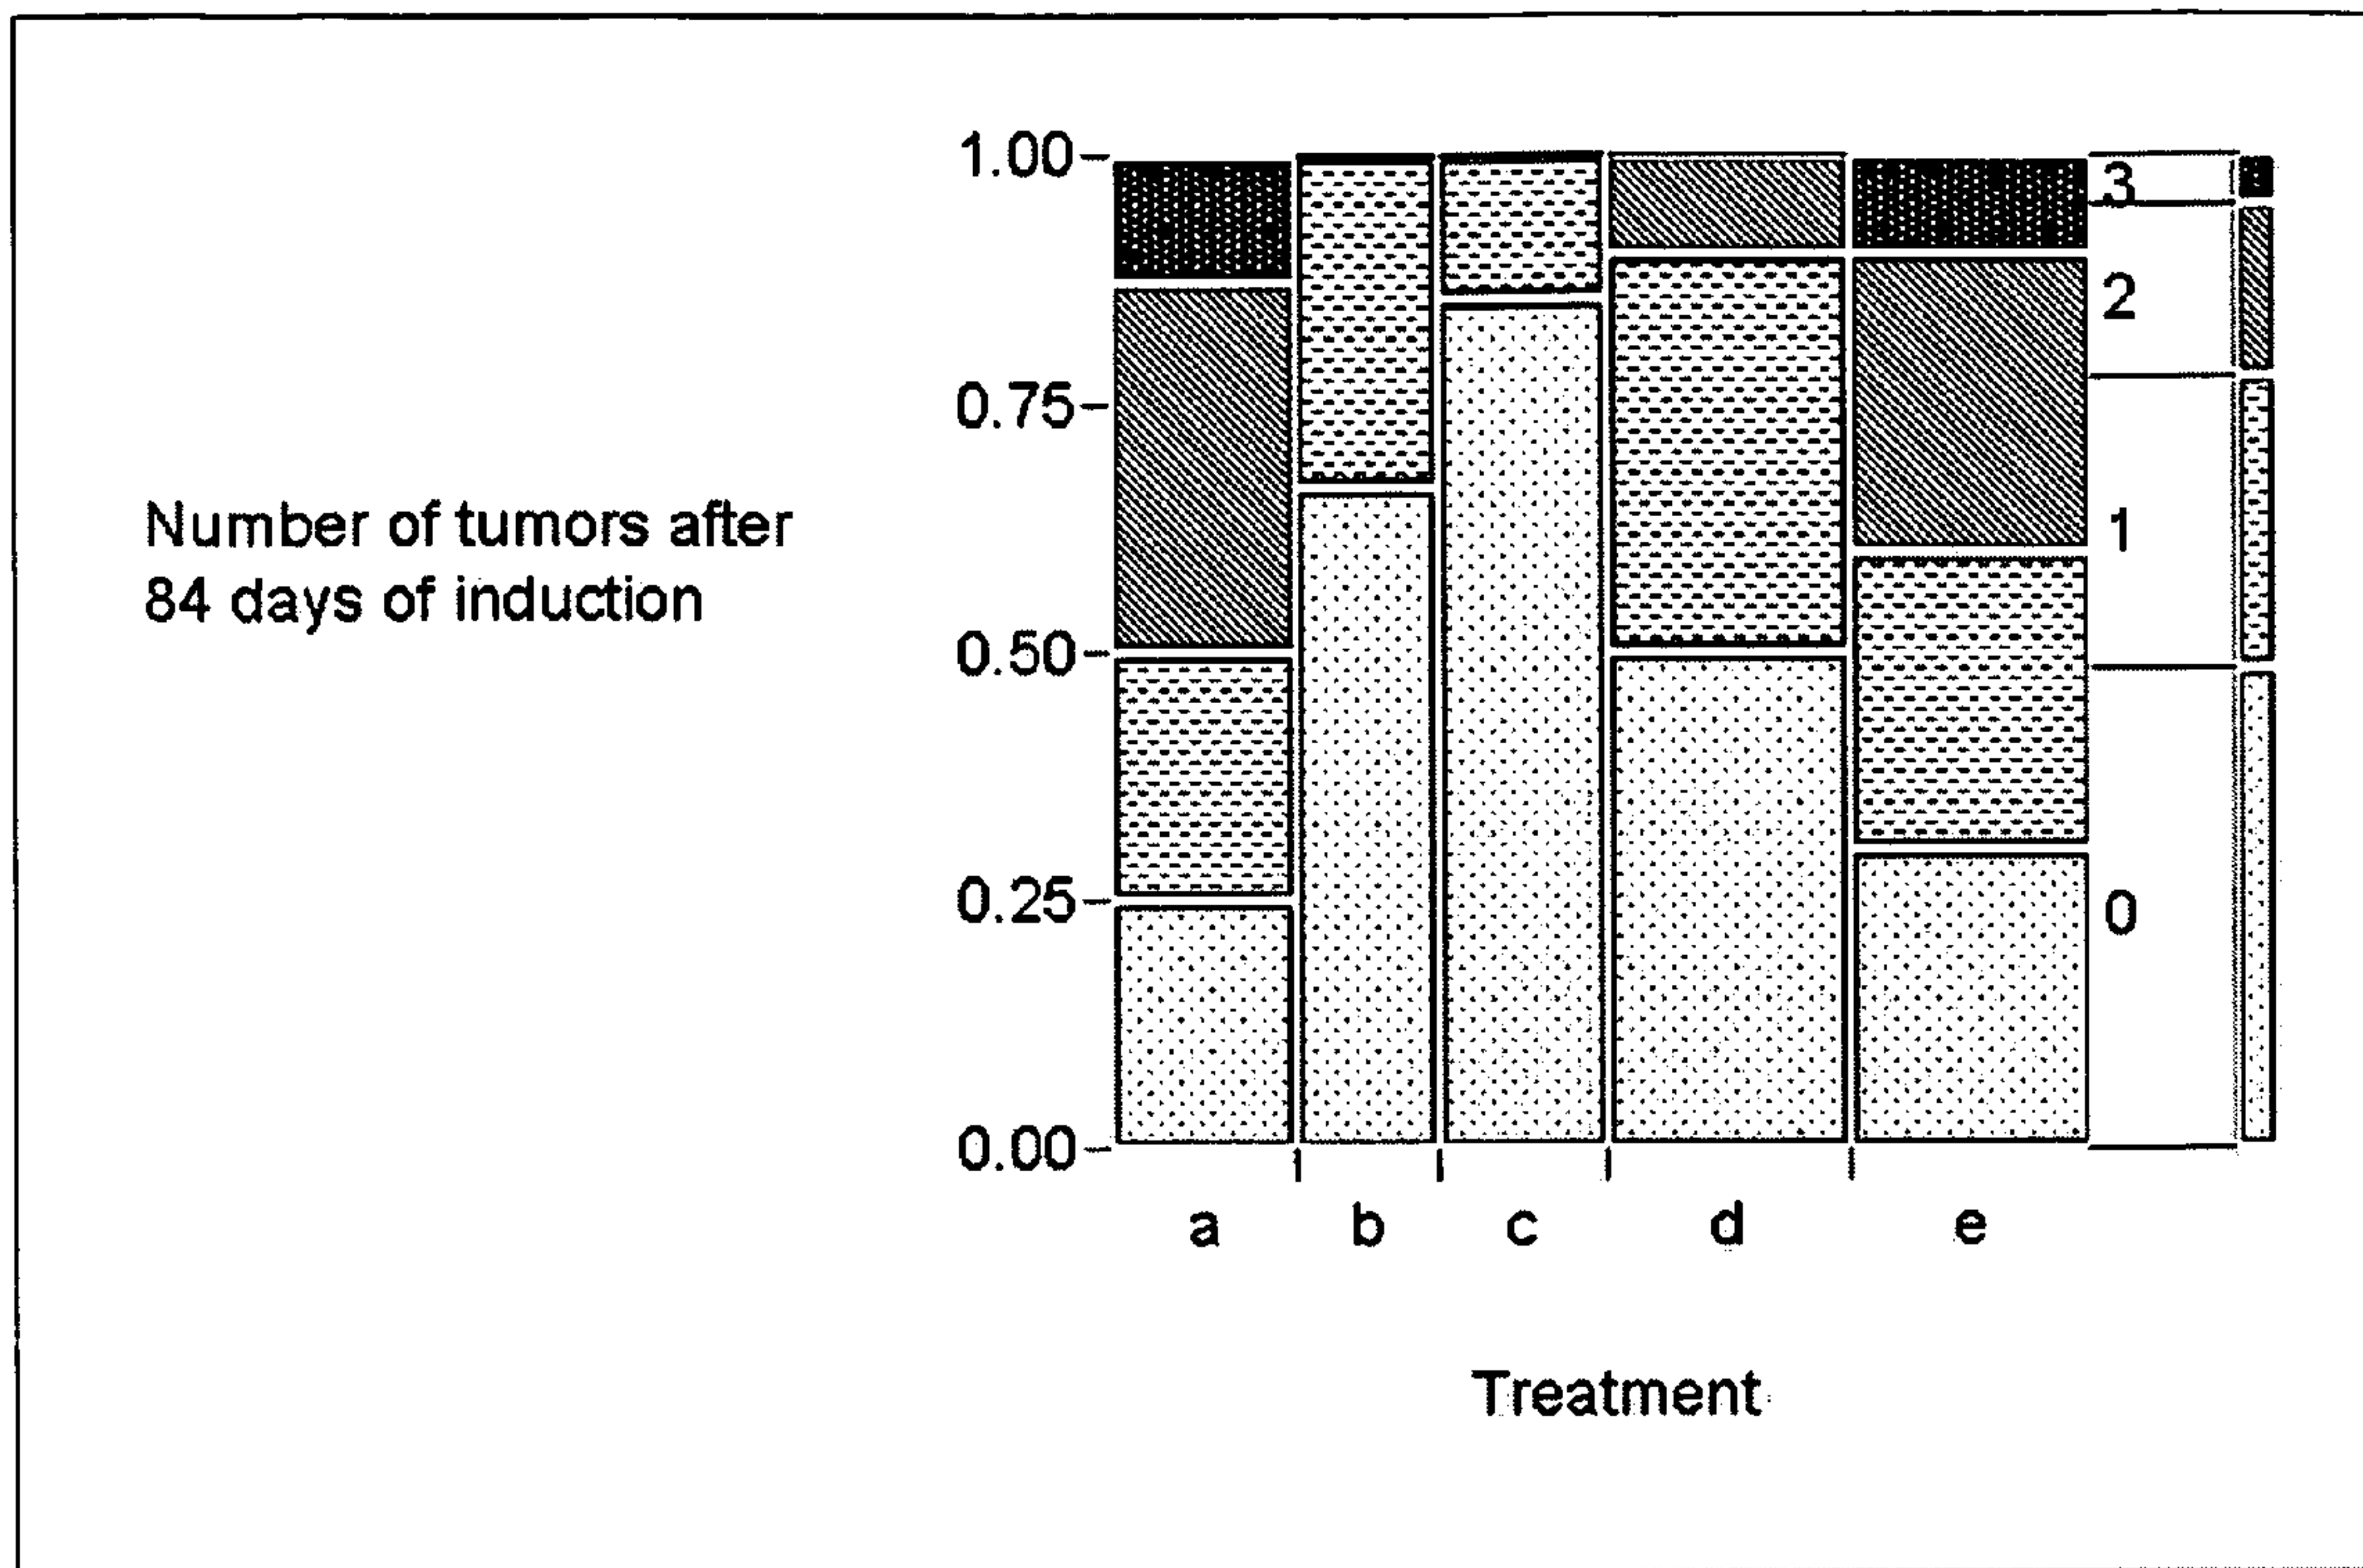 Number of tumors after
84 days of induction
1.00
0.75
0.50
0.25
0.00
3
2
1
0
a b c d e
Treatment